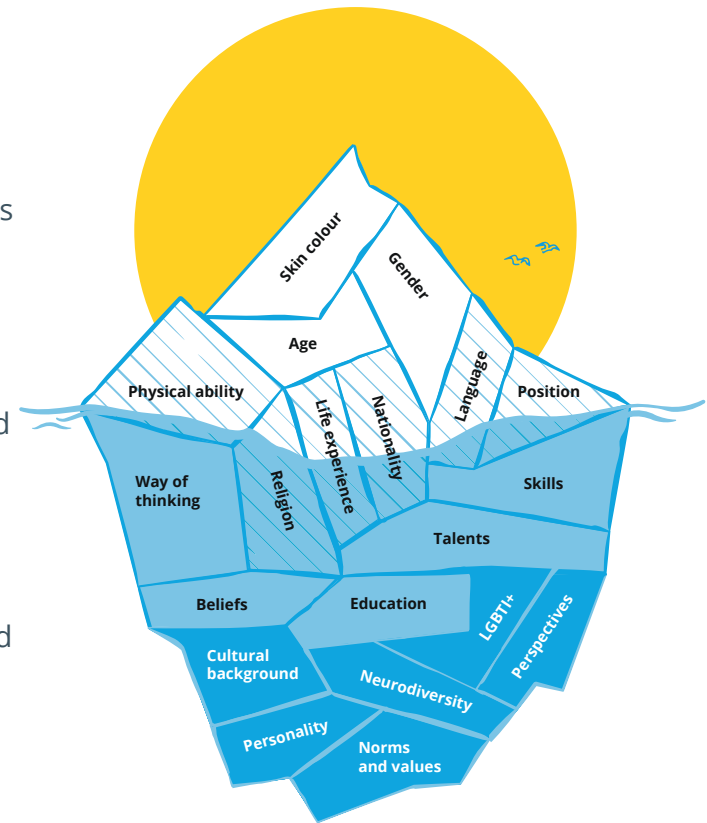 s
Skin colour
Gender
Age
Physical ability
Life experience
Nationality
Language
Position
d
Way of
thinking
Religion
Skills
Talents
Beliefs
Education
LGBTI+
Perspectives
d
Cultural
background
Neurodiversity
Personality
Norms
and values